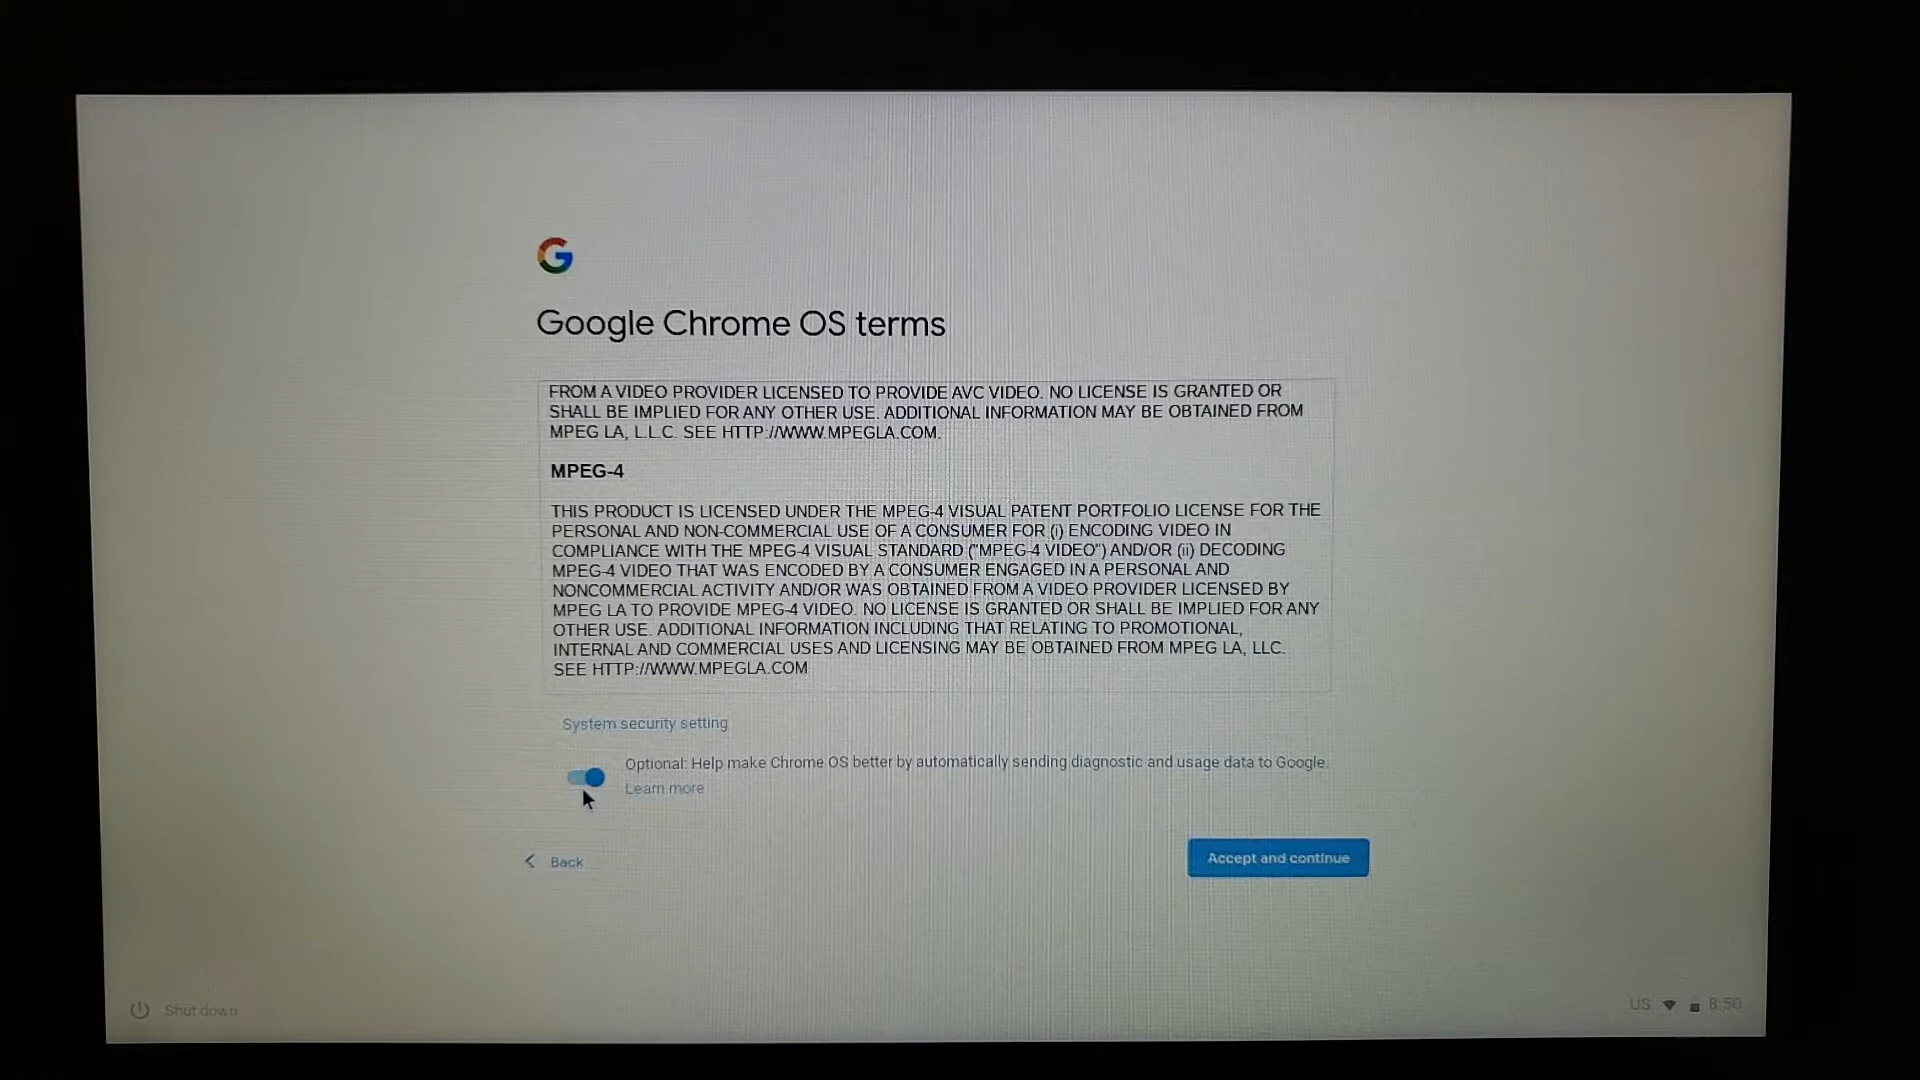 Google Chrome OS terms
FROM A VIDEO PROVIDER LICENSED TO PROVIDE AVC VIDEO. NO LICENSE IS GRANTED OR
SHALL BE IMPLIED FOR ANY OTHER USE. ADDITIONAL INFORMATION MAY BE OBTAINED FROM
MPEG LA, L.L.C. SEE HTTP://WWW.MPEGLA.COM.
MPEG-4
THIS PRODUCT IS LICENSED UNDER THE MPEG-4 VISUAL PATENT PORTFOLIO LICENSE FOR THE
PERSONAL AND NON-COMMERCIAL USE OF A CONSUMER FOR (i) ENCODING VIDEO IN
COMPLIANCE WITH THE MPEG-4 VISUAL STANDARD ("MPEG-4 VIDEO") AND/OR (ii) DECODING
MPEG-4 VIDEO THAT WAS ENCODED BY A CONSUMER ENGAGED IN A PERSONAL AND
NONCOMMERCIAL ACTIVITY AND/OR WAS OBTAINED FROM A VIDEO PROVIDER LICENSED BY
MPEG LA TO PROVIDE MPEG-4 VIDEO. NO LICENSE IS GRANTED OR SHALL BE IMPLIED FOR ANY
OTHER USE. ADDITIONAL INFORMATION INCLUDING THAT RELATING TO PROMOTIONAL,
INTERNAL AND COMMERCIAL USES AND LICENSING MAY BE OBTAINED FROM MPEG LA, LLC.
SEE HTTP://WWW.MPEGLA.COM
System security setting
Optional: Help make Chrome OS better by automatically sending diagnostic and usage data to Google.
Learn more
Back
Accept and continue
Shut down
US 8:50